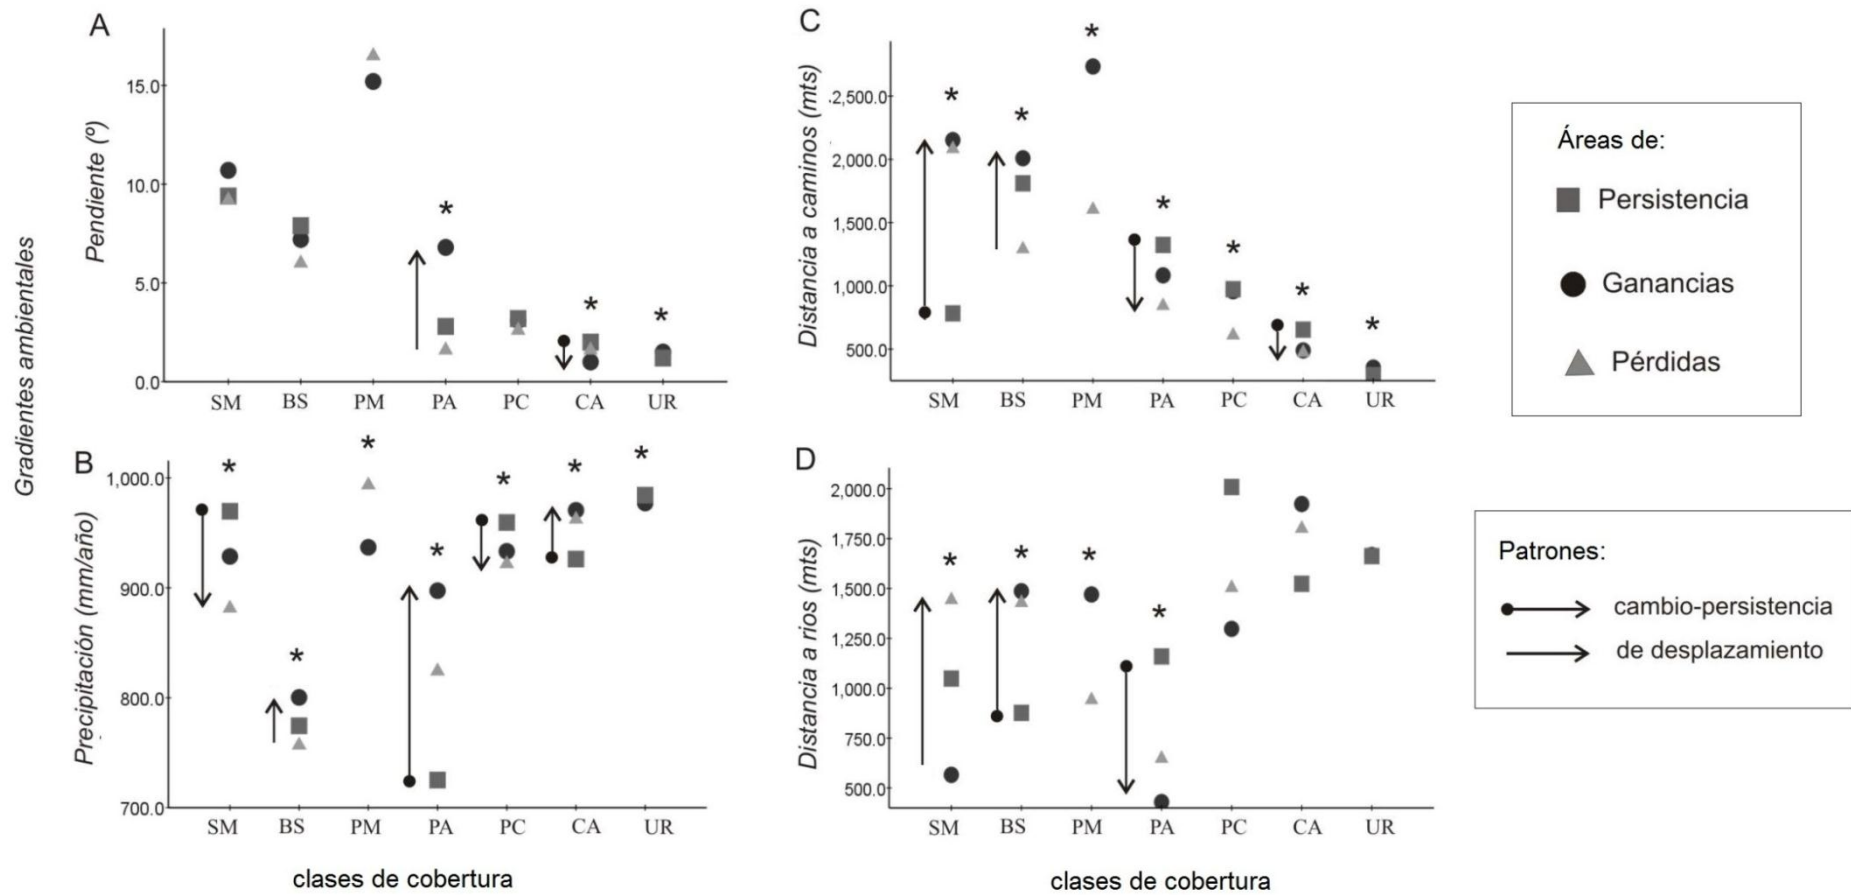 Gradientes ambientales
A
Pendiente (º)
15.0
10.0
5.0
0.0
*
*
*
SM BS PM PA PC CA UR
B
Precipitación (mm/año)
1,000.0
900.0
800.0
700.0
*
*
*
*
*
*
*
SM BS PM PA PC CA UR
clases de cobertura
C
Distancia a caminos (mts)
2,500.0
2,000.0
1,500.0
1,000.0
500.0
*
*
*
*
*
*
*
SM BS PM PA PC CA UR
D
Distancia a rios (mts)
2,000.0
1,750.0
1,500.0
1,250.0
1,000.0
750.0
500.0
*
*
*
*
SM BS PM PA PC CA UR
clases de cobertura
Áreas de:
Persistencia
Ganancias
Pérdidas
Patrones:
cambio-persistencia
de desplazamiento